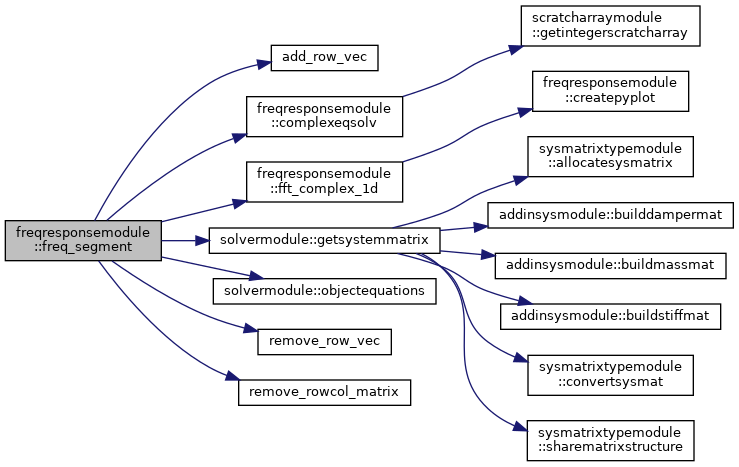 freqresponsemodule
::freq_segment
add_row_vec
freqresponsemodule
::complexeqsolv
freqresponsemodule
::fft_complex_1d
solvermodule::getsystemmatrix
solvermodule::objectequations
remove_row_vec
remove_rowcol_matrix
scratcharraymodule
::getintegerscratcharray
freqresponsemodule
::createpyplot
sysmatrixtypemodule
::allocatesysmatrix
addinsysmodule::builddampermat
addinsysmodule::buildmassmat
addinsysmodule::buildstiffmat
sysmatrixtypemodule
::convertsysmat
sysmatrixtypemodule
::sharematrixstructure